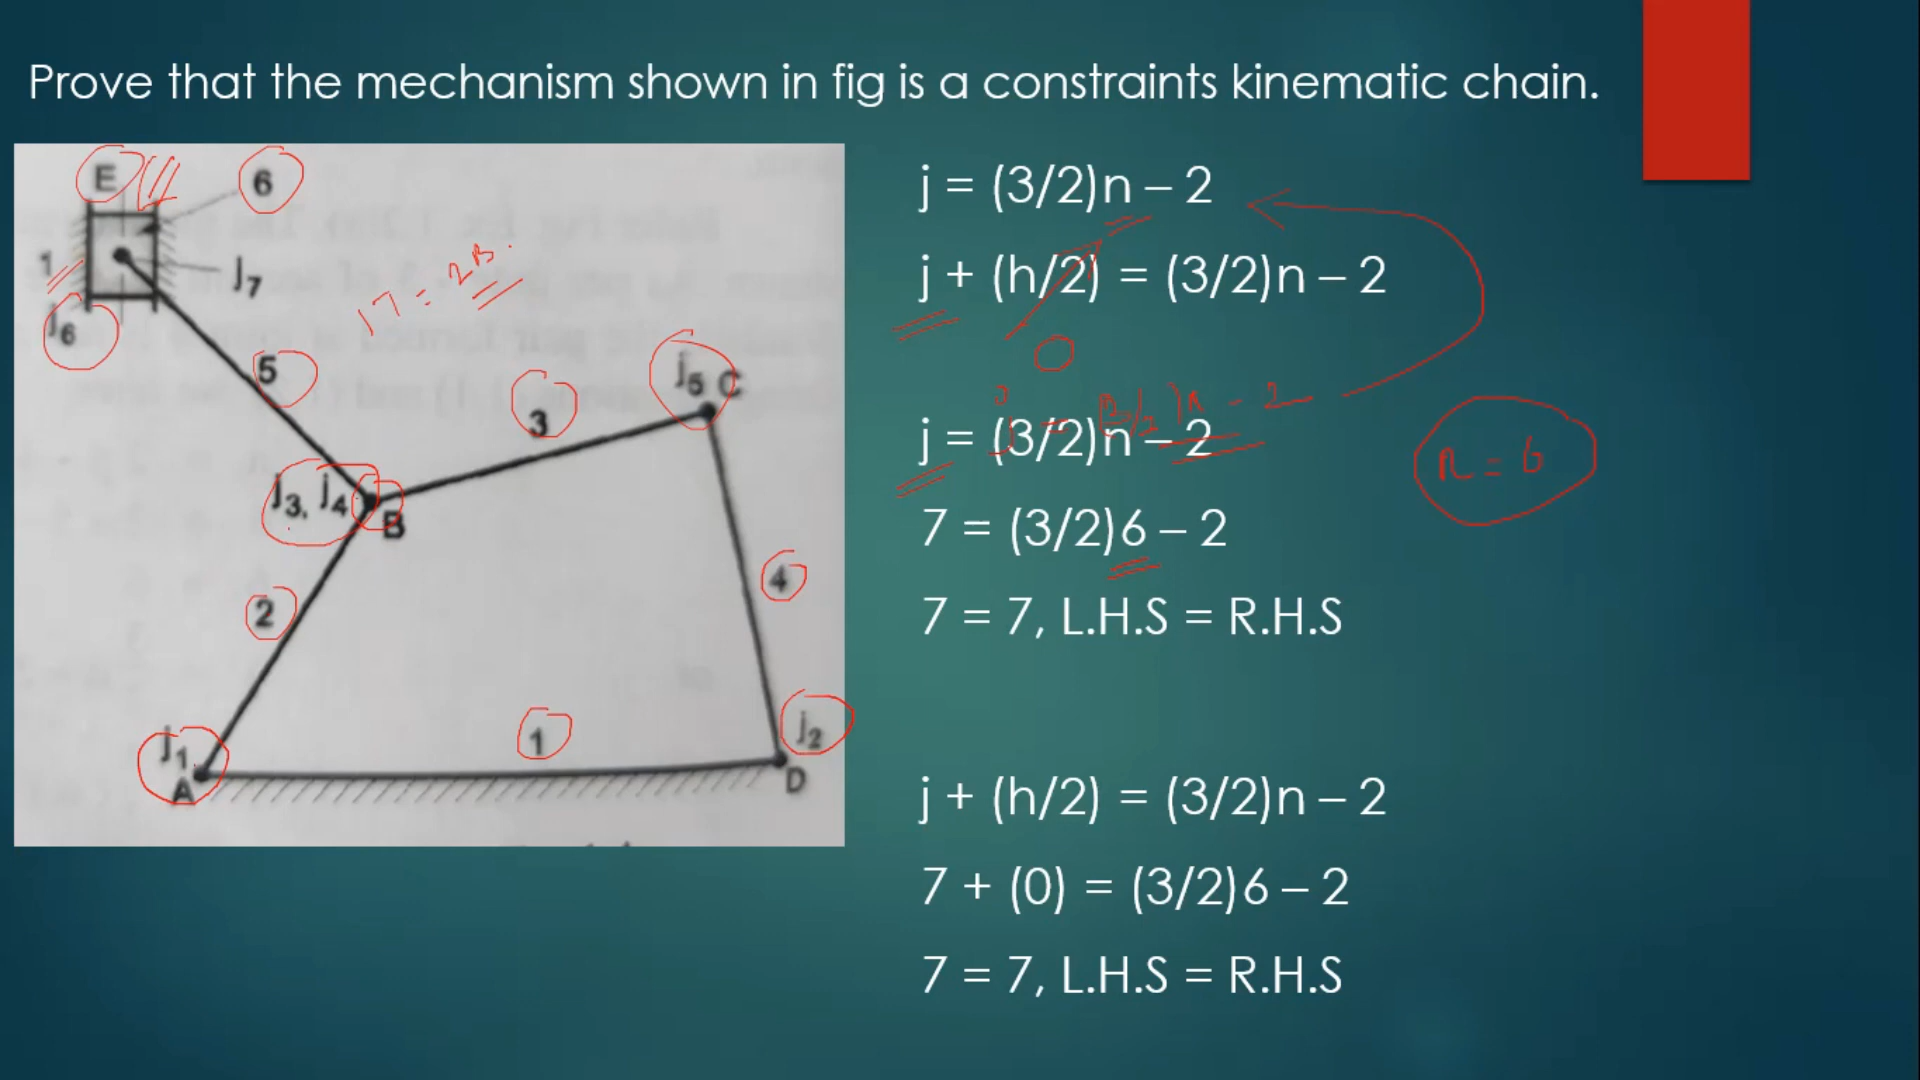 Prove that the mechanism shown in fig is a constraints kinematic chain.
E
6
1
j7
j6
5
3
j5 C
j3, j4
B
2
4
j1
A
1
j2
D
j = (3/2)n – 2
j + (h/2) = (3/2)n – 2
0
j = (3/2)n – 2
n = 6
7 = (3/2)6 – 2
7 = 7, L.H.S = R.H.S
j + (h/2) = (3/2)n – 2
7 + (0) = (3/2)6 – 2
7 = 7, L.H.S = R.H.S